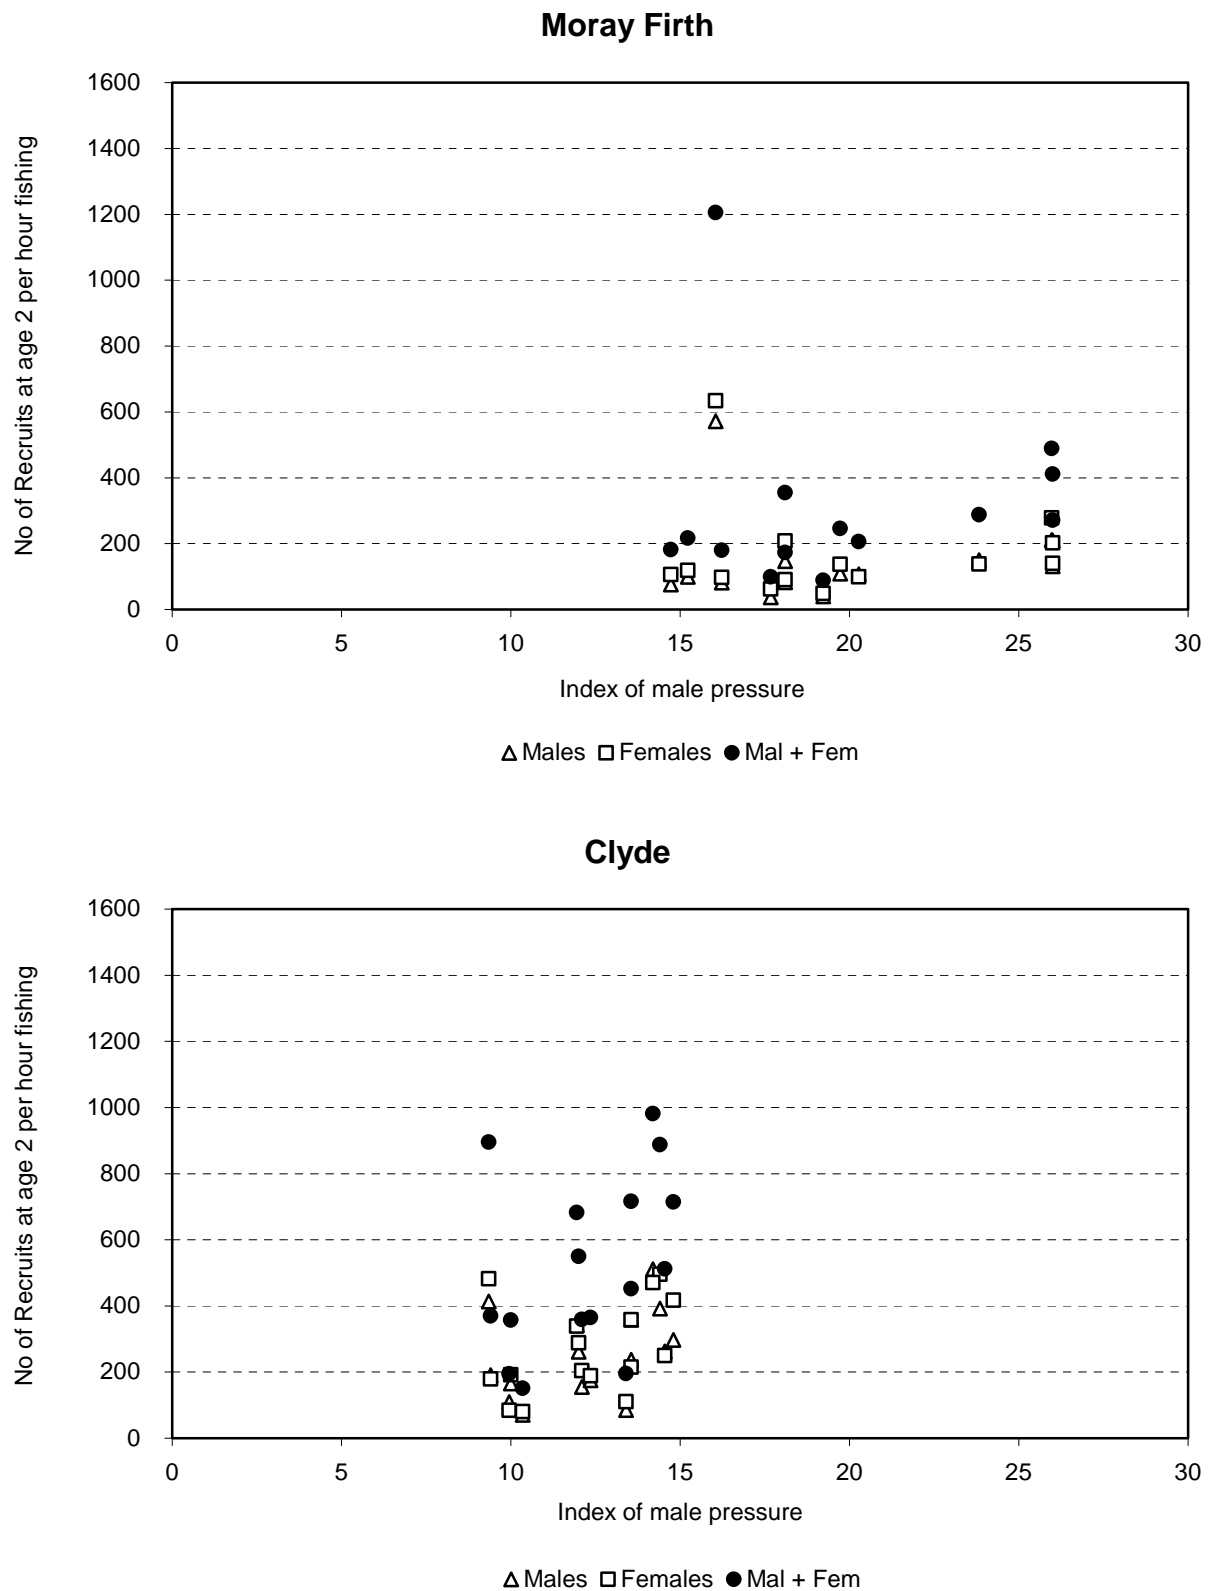 Moray Firth
No of Recruits at age 2 per hour fishing
1600
1400
1200
1000
800
600
400
200
0
0 5 10 15 20 25 30
Index of male pressure
Males Females Mal + Fem
Clyde
No of Recruits at age 2 per hour fishing
1600
1400
1200
1000
800
600
400
200
0
0 5 10 15 20 25 30
Index of male pressure
Males Females Mal + Fem